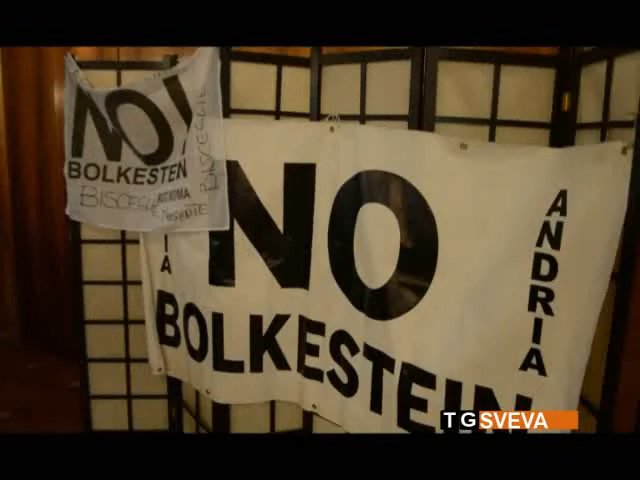 NO!
BOLKESTEIN
BISCEGLIE
NO
BOLKESTEIN
ANDRIA
TGSVEVA